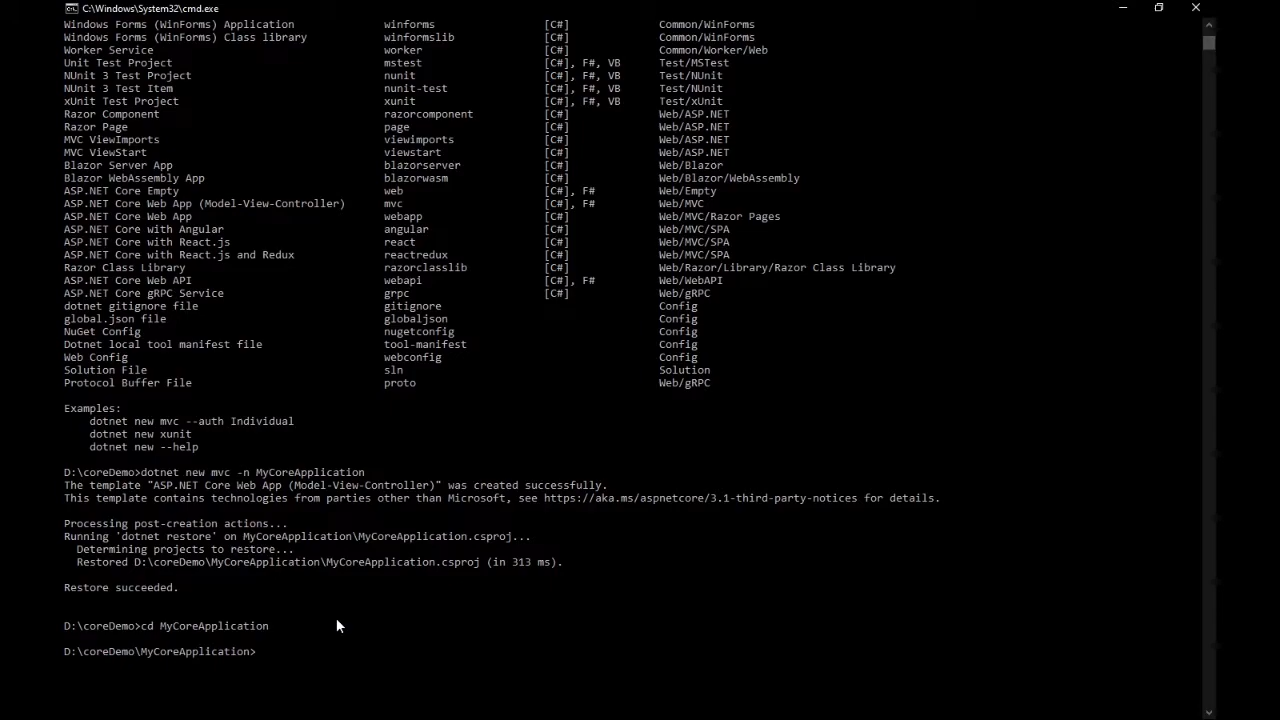 C:\Windows\System32\cmd.exe
Windows Forms (WinForms) Application winforms [C#] Common/WinForms
Windows Forms (WinForms) Class library winformslib [C#] Common/WinForms
Worker Service worker [C#] Common/Worker/Web
Unit Test Project mstest [C#], F#, VB Test/MSTest
NUnit 3 Test Project nunit [C#], F#, VB Test/NUnit
NUnit 3 Test Item nunit-test [C#], F#, VB Test/NUnit
xUnit Test Project xunit [C#], F#, VB Test/xUnit
Razor Component razorcomponent [C#] Web/ASP.NET
Razor Page page [C#] Web/ASP.NET
MVC ViewImports viewimports [C#] Web/ASP.NET
MVC ViewStart viewstart [C#] Web/ASP.NET
Blazor Server App blazorserver [C#] Web/Blazor
Blazor WebAssembly App blazorwasm [C#] Web/Blazor/WebAssembly
ASP.NET Core Empty web [C#], F# Web/Empty
ASP.NET Core Web App (Model-View-Controller) mvc [C#], F# Web/MVC
ASP.NET Core Web App webapp [C#] Web/MVC/Razor Pages
ASP.NET Core with Angular angular [C#] Web/MVC/SPA
ASP.NET Core with React.js react [C#] Web/MVC/SPA
ASP.NET Core with React.js and Redux reactredux [C#] Web/MVC/SPA
Razor Class Library razorclasslib [C#] Web/Razor/Library/Razor Class Library
ASP.NET Core Web API webapi [C#], F# Web/WebAPI
ASP.NET Core gRPC Service grpc [C#] Web/gRPC
dotnet gitignore file gitignore Config
global.json file globaljson Config
NuGet Config nugetconfig Config
Dotnet local tool manifest file tool-manifest Config
Web Config webconfig Config
Solution File sln Solution
Protocol Buffer File proto Web/gRPC
Examples:
dotnet new mvc --auth Individual
dotnet new xunit
dotnet new --help
D:\coreDemo>dotnet new mvc -n MyCoreApplication
The template "ASP.NET Core Web App (Model-View-Controller)" was created successfully.
This template contains technologies from parties other than Microsoft, see https://aka.ms/aspnetcore/3.1-third-party-notices for details.
Processing post-creation actions...
Running 'dotnet restore' on MyCoreApplication\MyCoreApplication.csproj...
Determining projects to restore...
Restored D:\coreDemo\MyCoreApplication\MyCoreApplication.csproj (in 313 ms).
Restore succeeded.
D:\coreDemo>cd MyCoreApplication
D:\coreDemo\MyCoreApplication>